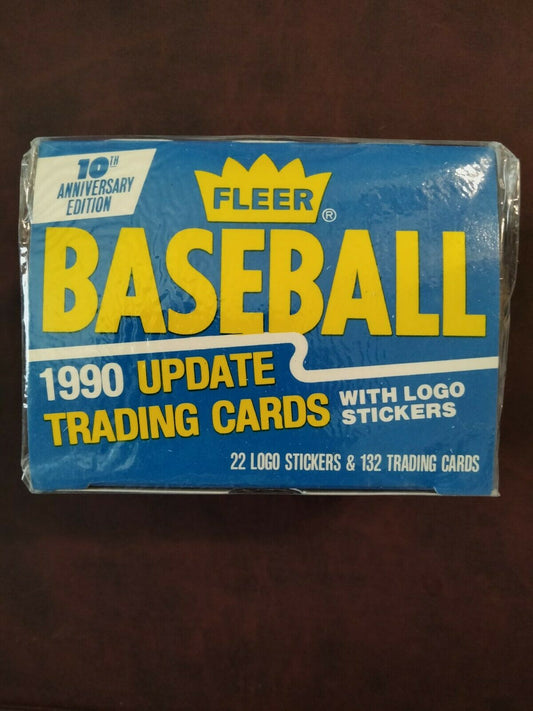 10TH
ANNIVERSARY
EDITION
FLEER®
BASEBALL
1990 UPDATE
TRADING CARDS
WITH LOGO
STICKERS
22 LOGO STICKERS & 132 TRADING CARDS